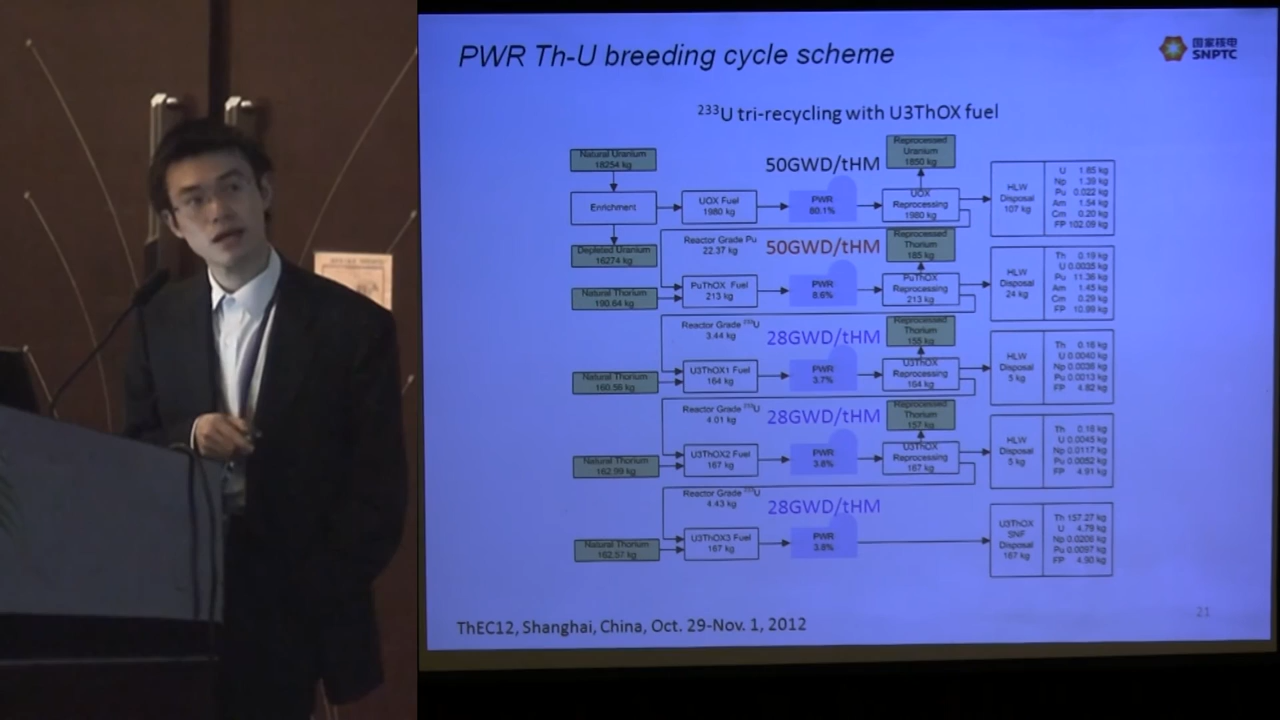 PWR Th-U breeding cycle scheme
国家核电
SNPTC
²³³U tri-recycling with U3ThOX fuel
Natural Uranium
18254 kg
Enrichment
Depleted Uranium
16274 kg
UOX Fuel
1980 kg
50GWD/tHM
PWR
80.1%
Reprocessed
Uranium
1850 kg
UOX
Reprocessing
1980 kg
HLW
Disposal
107 kg
U 1.85 kg
Np 1.39 kg
Pu 0.022 kg
Am 1.54 kg
Cm 0.20 kg
FP 102.09 kg
Reactor Grade Pu
22.37 kg
Natural Thorium
190.64 kg
PuThOX Fuel
213 kg
50GWD/tHM
PWR
8.6%
Reprocessed
Thorium
185 kg
PuThOX
Reprocessing
213 kg
HLW
Disposal
24 kg
Th 0.19 kg
U 0.0035 kg
Pu 11.36 kg
Am 1.45 kg
Cm 0.29 kg
FP 10.99 kg
Reactor Grade ²³³U
3.44 kg
Natural Thorium
160.56 kg
U3ThOX1 Fuel
164 kg
28GWD/tHM
PWR
3.7%
Reprocessed
Thorium
155 kg
U3ThOX
Reprocessing
164 kg
HLW
Disposal
5 kg
Th 0.16 kg
U 0.0040 kg
Np 0.0036 kg
Pu 0.0013 kg
FP 4.82 kg
Reactor Grade ²³³U
4.01 kg
Natural Thorium
162.99 kg
U3ThOX2 Fuel
167 kg
28GWD/tHM
PWR
3.8%
Reprocessed
Thorium
157 kg
U3ThOX
Reprocessing
167 kg
HLW
Disposal
5 kg
Th 0.16 kg
U 0.0045 kg
Np 0.0117 kg
Pu 0.0052 kg
FP 4.91 kg
Reactor Grade ²³³U
4.43 kg
Natural Thorium
162.57 kg
U3ThOX3 Fuel
167 kg
28GWD/tHM
PWR
3.8%
U3ThOX
SNF
Disposal
167 kg
Th 157.27 kg
U 4.79 kg
Np 0.0206 kg
Pu 0.0097 kg
FP 4.90 kg
21
ThEC12, Shanghai, China, Oct. 29-Nov. 1, 2012